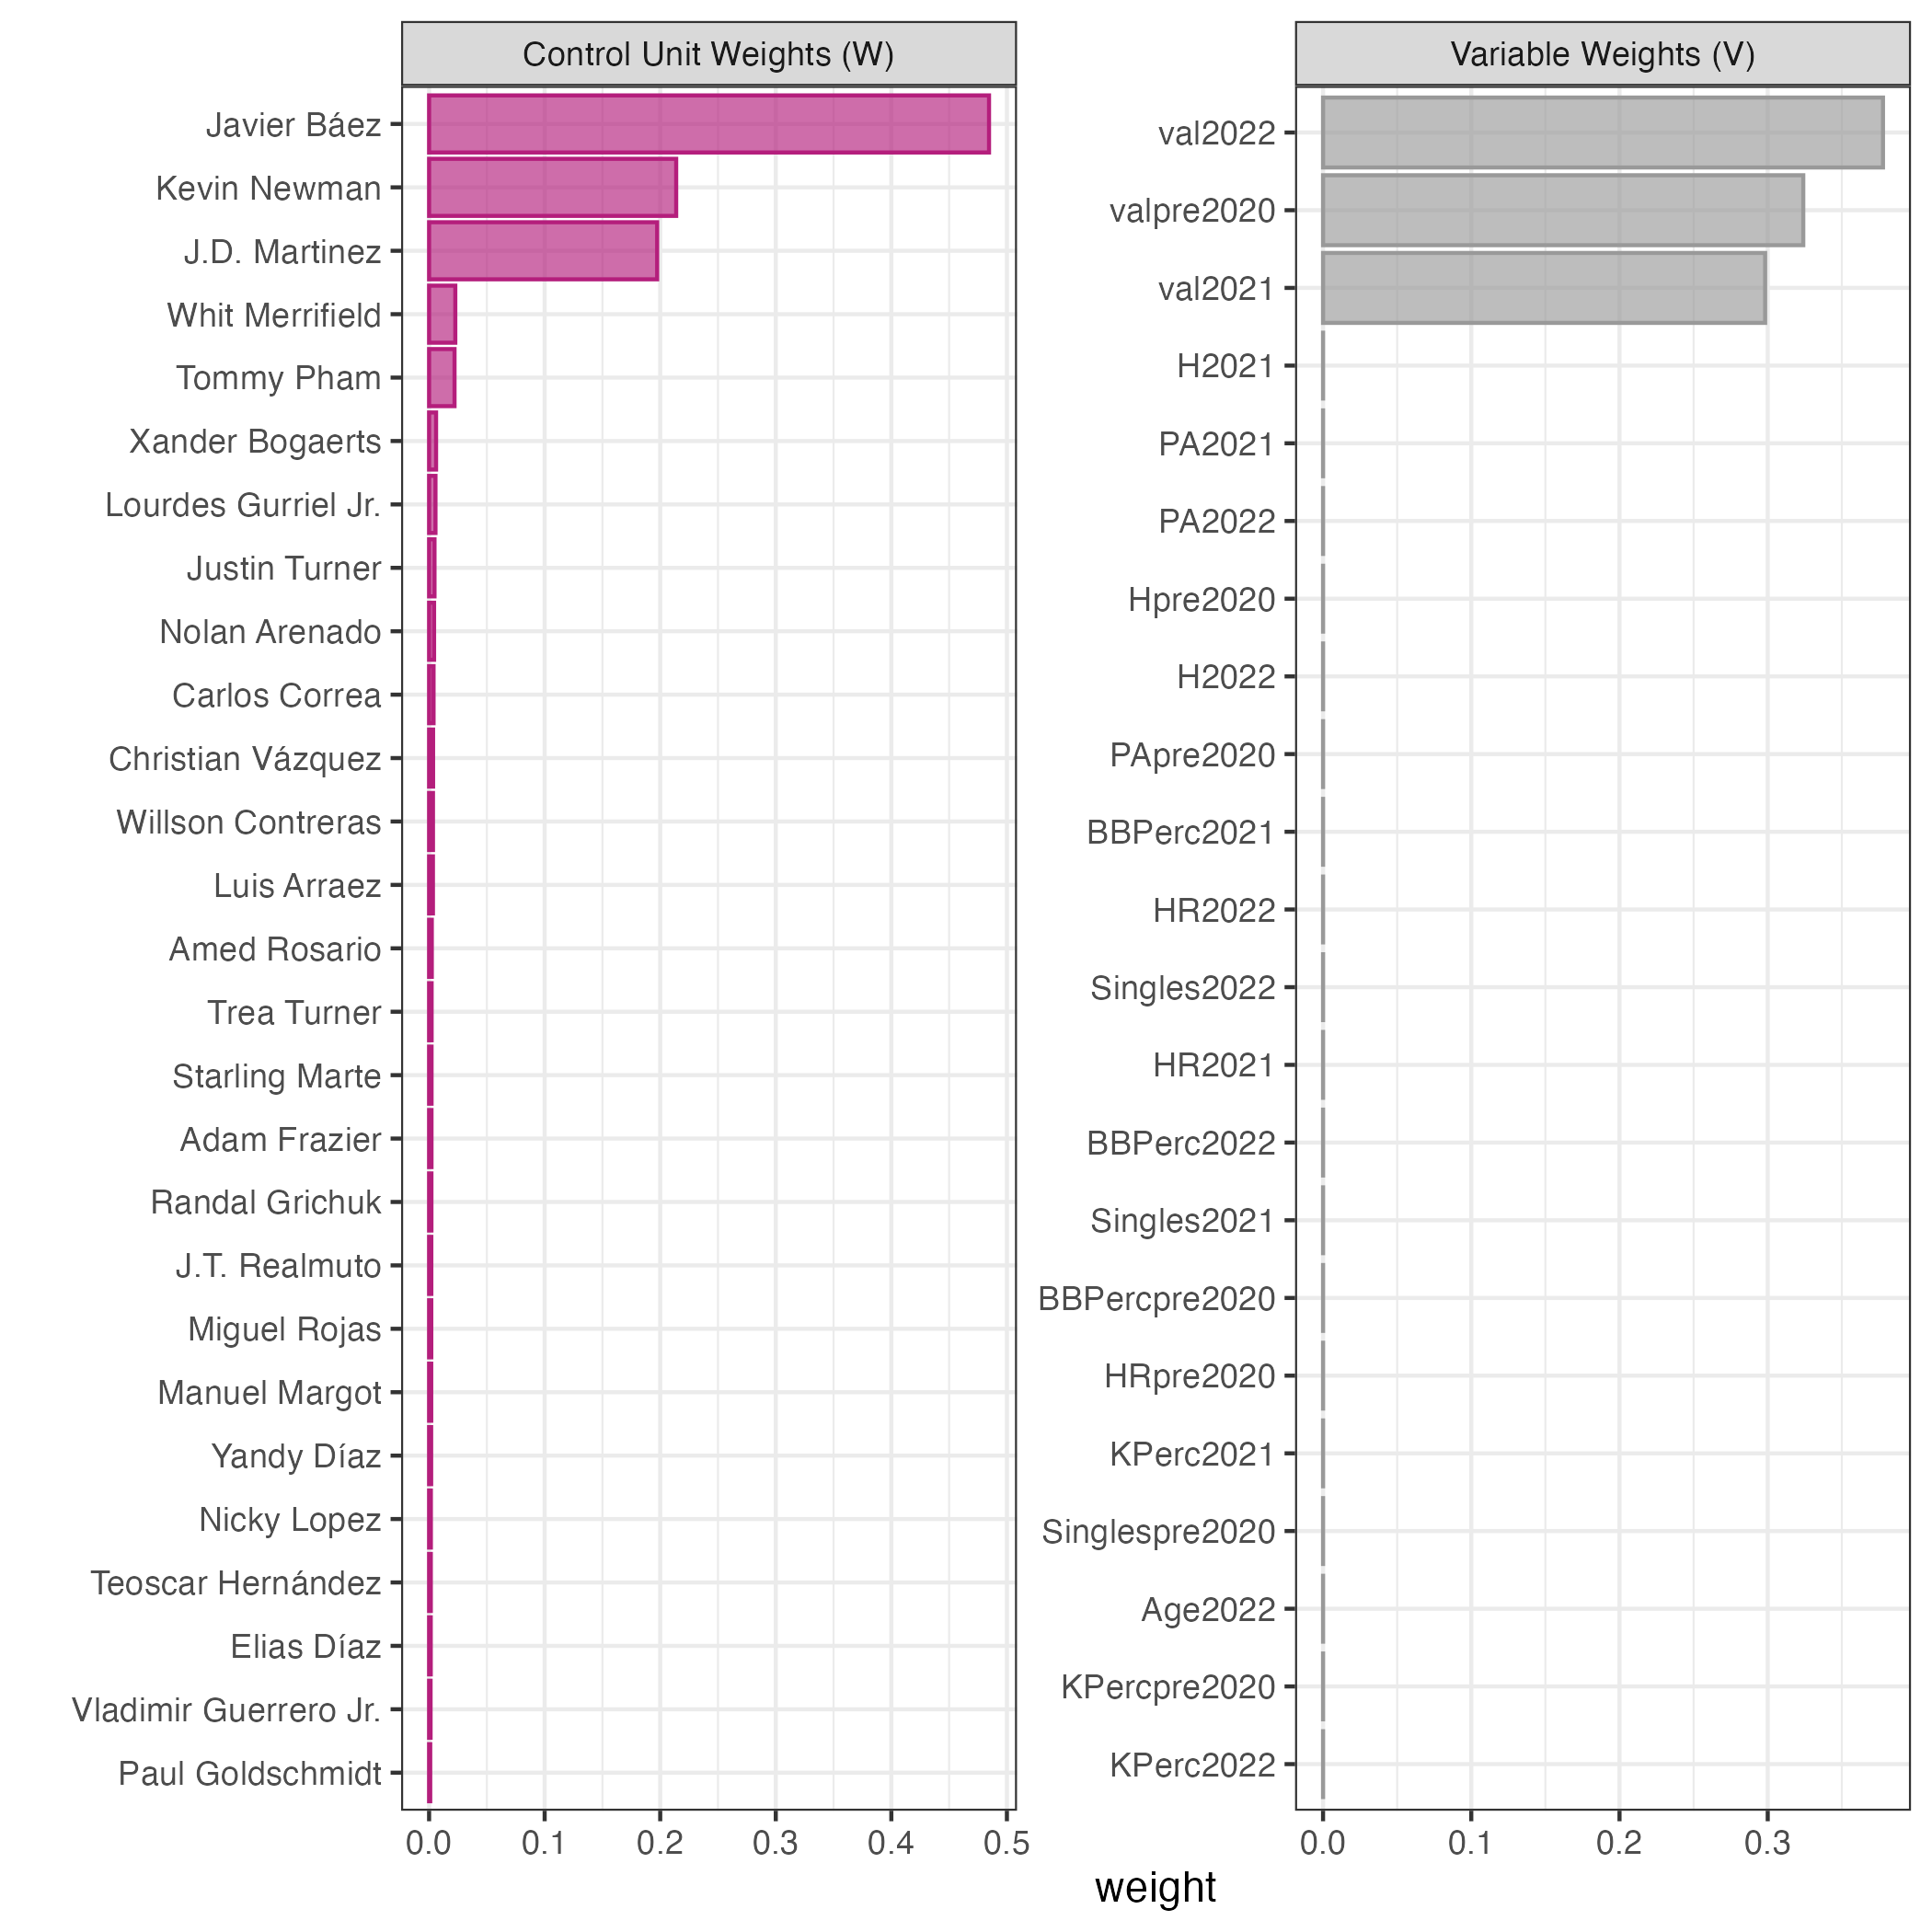 Control Unit Weights (W)
Javier Báez
Kevin Newman
J.D. Martinez
Whit Merrifield
Tommy Pham
Xander Bogaerts
Lourdes Gurriel Jr.
Justin Turner
Nolan Arenado
Carlos Correa
Christian Vázquez
Willson Contreras
Luis Arraez
Amed Rosario
Trea Turner
Starling Marte
Adam Frazier
Randal Grichuk
J.T. Realmuto
Miguel Rojas
Manuel Margot
Yandy Díaz
Nicky Lopez
Teoscar Hernández
Elias Díaz
Vladimir Guerrero Jr.
Paul Goldschmidt
0.0 0.1 0.2 0.3 0.4 0.5
Variable Weights (V)
val2022
valpre2020
val2021
H2021
PA2021
PA2022
Hpre2020
H2022
PApre2020
BBPerc2021
HR2022
Singles2022
HR2021
BBPerc2022
Singles2021
BBPercpre2020
HRpre2020
KPerc2021
Singlespre2020
Age2022
KPercpre2020
KPerc2022
0.0 0.1 0.2 0.3
weight